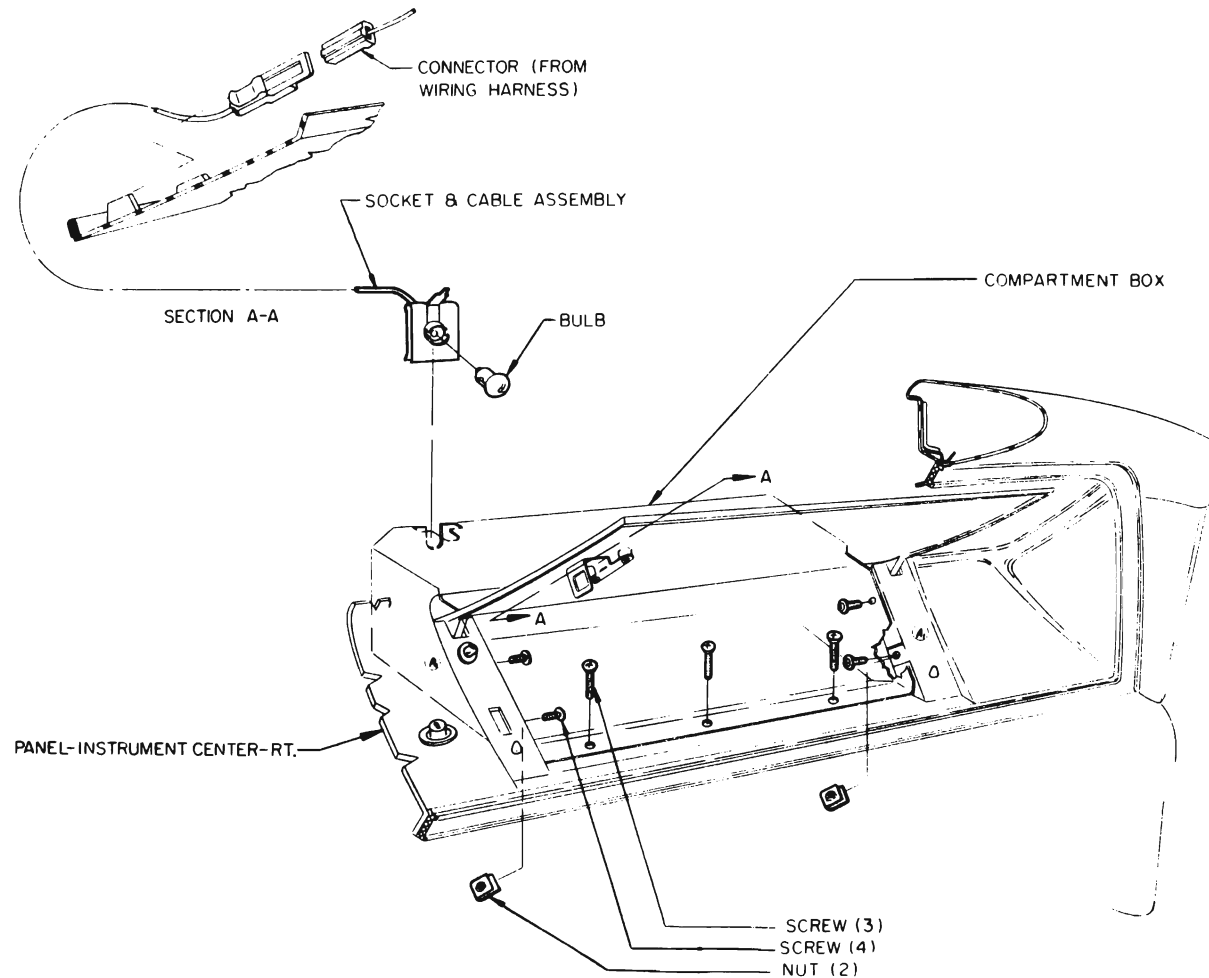 CONNECTOR (FROM
WIRING HARNESS)
SOCKET & CABLE ASSEMBLY
COMPARTMENT BOX
SECTION A-A
BULB
A
A
PANEL-INSTRUMENT CENTER-RT.
SCREW (3)
SCREW (4)
NUT (2)